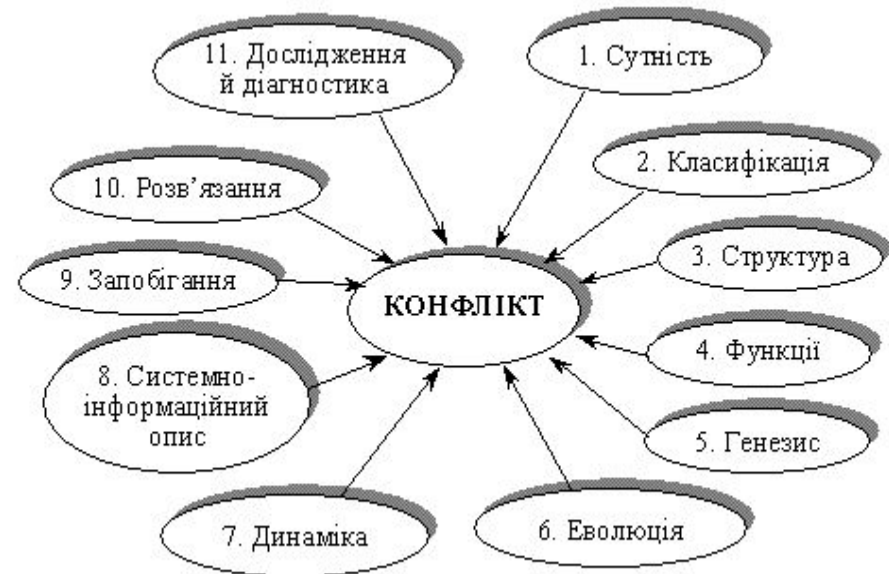 11. Дослідження
й діагностика
1. Сутність
2. Класифікація
10. Розв’язання
3. Структура
9. Запобігання
КОНФЛІКТ
4. Функції
8. Системно-
інформаційний
опис
5. Генезис
6. Еволюція
7. Динаміка